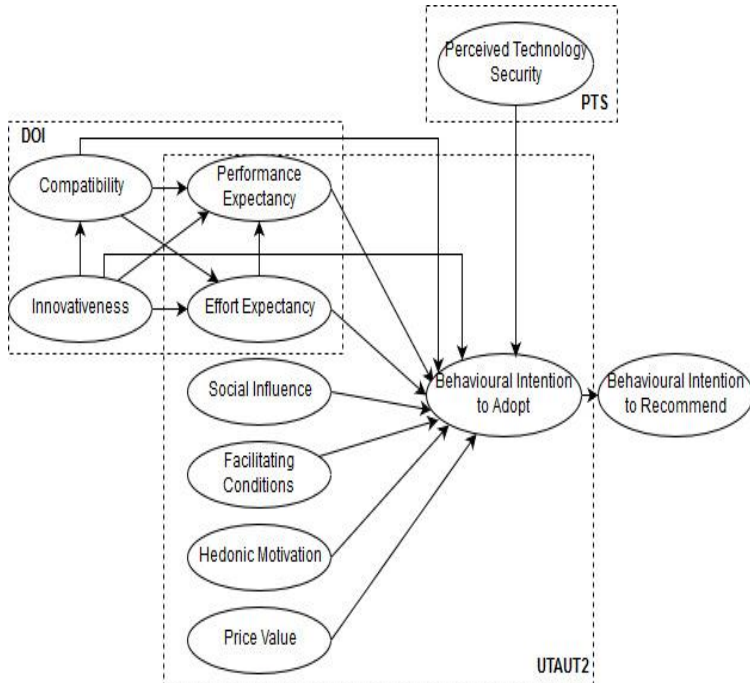 Perceived Technology
Security
PTS
DOI
Compatibility
Performance
Expectancy
Innovativeness
Effort Expectancy
Social Influence
Behavioural Intention
to Adopt
Behavioural Intention
to Recommend
Facilitating
Conditions
Hedonic Motivation
Price Value
UTAUT2